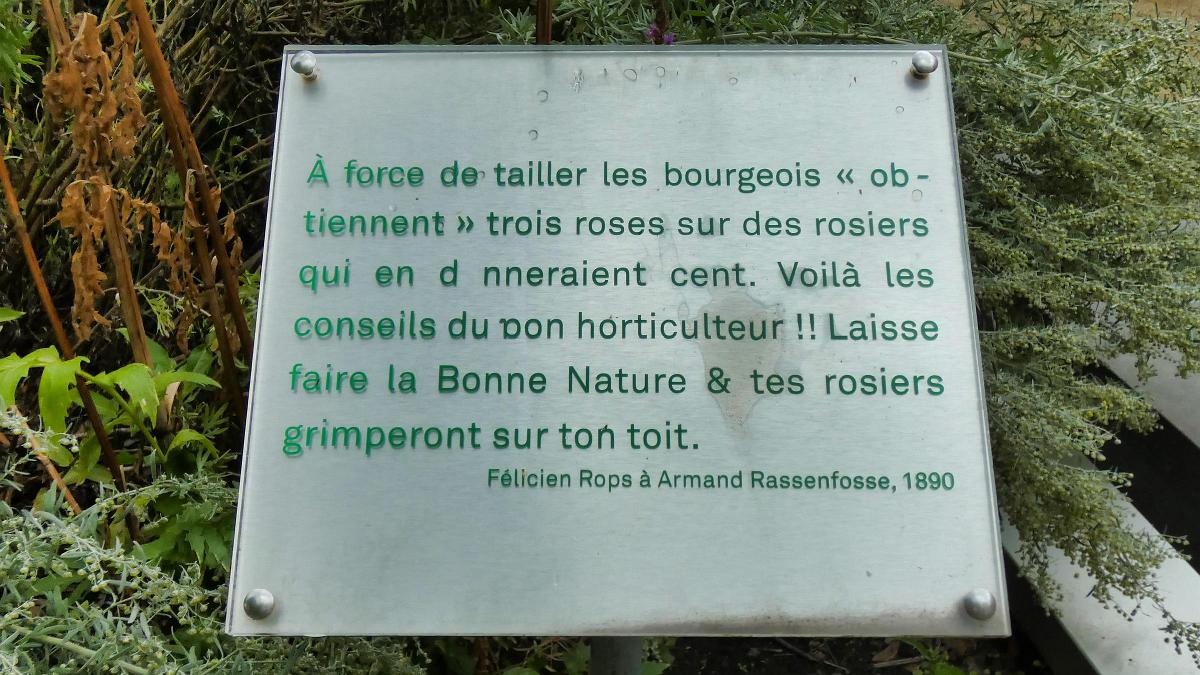 À force de tailler les bourgeois « ob-
tiennent » trois roses sur des rosiers
qui en d nneraient cent. Voilà les
conseils du bon horticulteur !! Laisse
faire la Bonne Nature & tes rosiers
grimperont sur ton toit.
Félicien Rops à Armand Rassenfosse, 1890